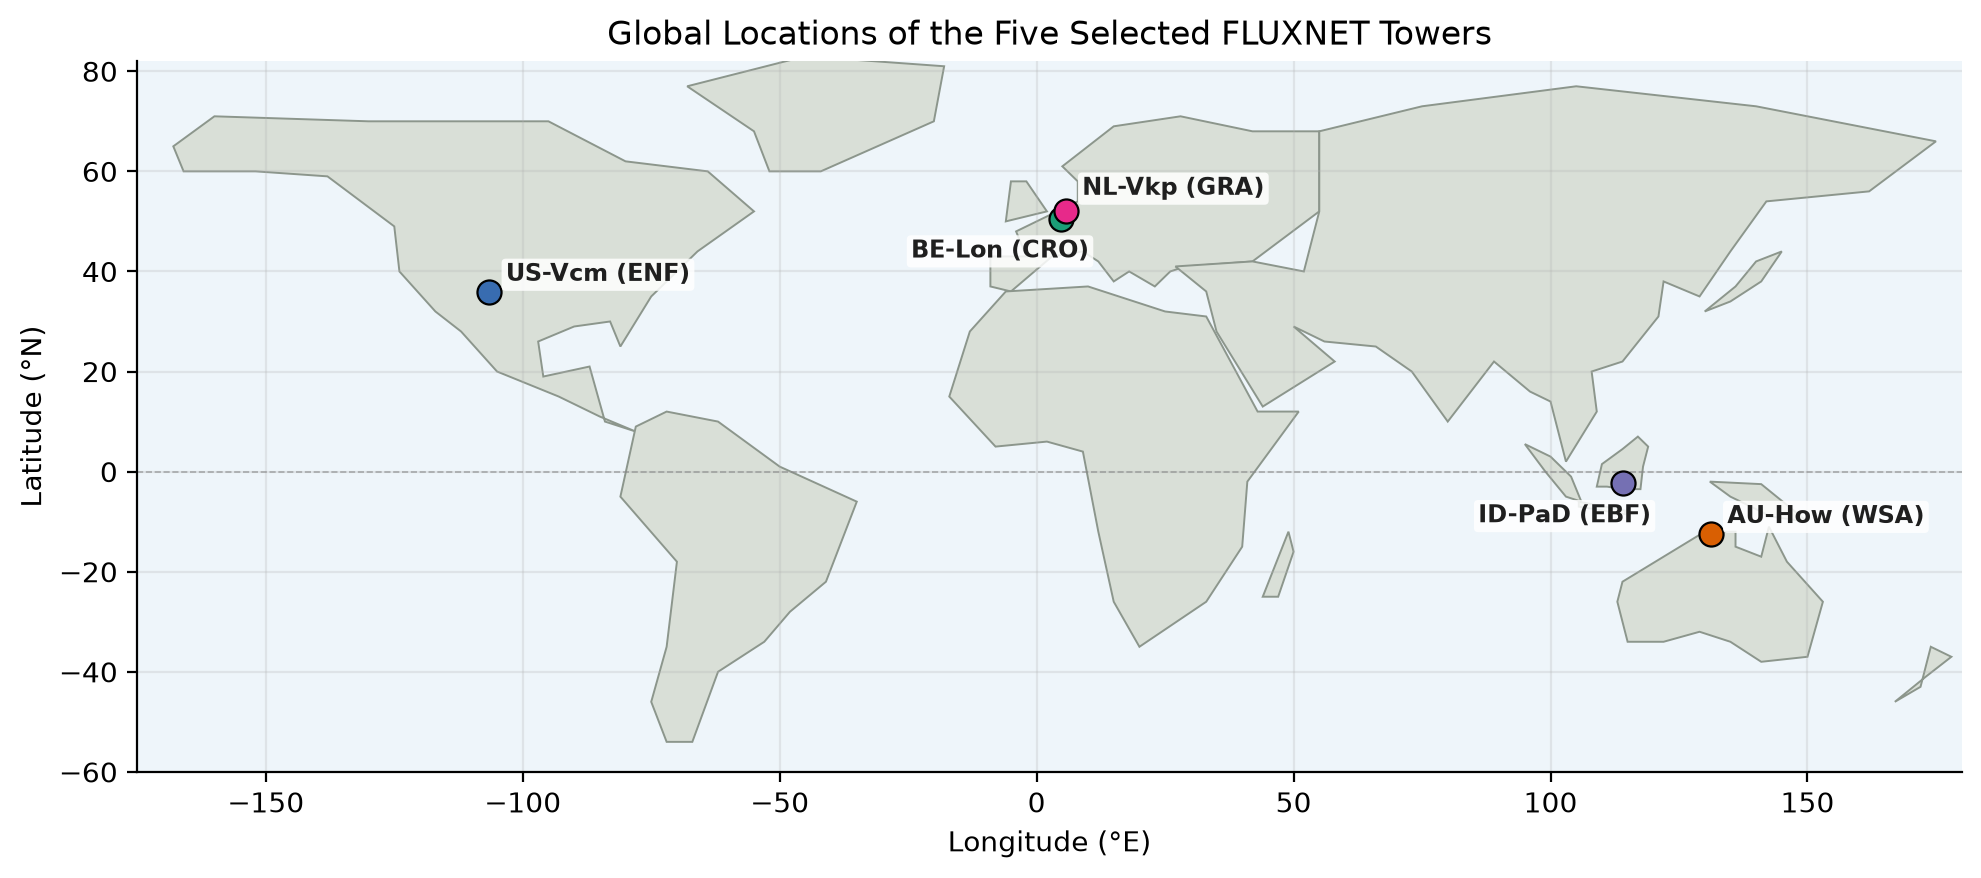 Global Locations of the Five Selected FLUXNET Towers
80
60
40
20
0
−20
−40
−60
Latitude (°N)
NL-Vkp (GRA)
BE-Lon (CRO)
US-Vcm (ENF)
ID-PaD (EBF)
AU-How (WSA)
−150
−100
−50
0
50
100
150
Longitude (°E)